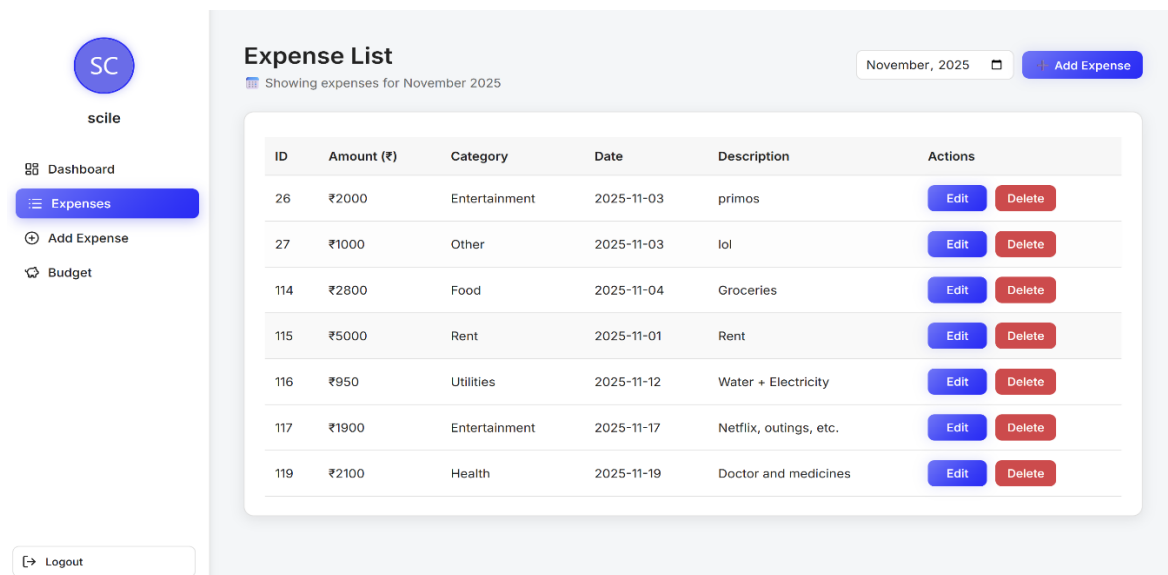 SC
scile
Dashboard
Expenses
Add Expense
Budget
Logout
Expense List
Showing expenses for November 2025
November, 2025
Add Expense
ID Amount (₹) Category Date Description Actions
26 ₹2000 Entertainment 2025-11-03 primos Edit Delete
27 ₹1000 Other 2025-11-03 lol Edit Delete
114 ₹2800 Food 2025-11-04 Groceries Edit Delete
115 ₹5000 Rent 2025-11-01 Rent Edit Delete
116 ₹950 Utilities 2025-11-12 Water + Electricity Edit Delete
117 ₹1900 Entertainment 2025-11-17 Netflix, outings, etc. Edit Delete
119 ₹2100 Health 2025-11-19 Doctor and medicines Edit Delete